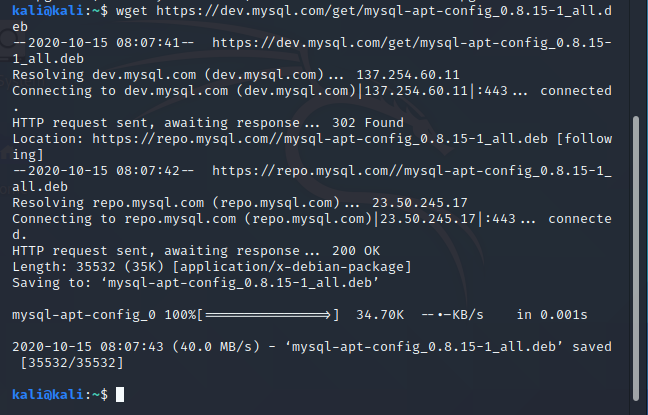 kali@kali:~$ wget https://dev.mysql.com/get/mysql-apt-config_0.8.15-1_all.d
eb
--2020-10-15 08:07:41--  https://dev.mysql.com/get/mysql-apt-config_0.8.15-
1_all.deb
Resolving dev.mysql.com (dev.mysql.com)... 137.254.60.11
Connecting to dev.mysql.com (dev.mysql.com)|137.254.60.11|:443... connected
.
HTTP request sent, awaiting response... 302 Found
Location: https://repo.mysql.com//mysql-apt-config_0.8.15-1_all.deb [follow
ing]
--2020-10-15 08:07:42--  https://repo.mysql.com//mysql-apt-config_0.8.15-1_
all.deb
Resolving repo.mysql.com (repo.mysql.com)... 23.50.245.17
Connecting to repo.mysql.com (repo.mysql.com)|23.50.245.17|:443... connecte
d.
HTTP request sent, awaiting response... 200 OK
Length: 35532 (35K) [application/x-debian-package]
Saving to: ‘mysql-apt-config_0.8.15-1_all.deb’
mysql-apt-config_0 100%[===============>]  34.70K  --.-KB/s    in 0.001s
2020-10-15 08:07:43 (40.0 MB/s) - ‘mysql-apt-config_0.8.15-1_all.deb’ saved
[35532/35532]
kali@kali:~$